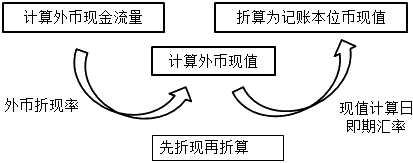 计算外币现金流量
折算为记账本位币现值
计算外币现值
外币折现率
现值计算日
即期汇率
先折现再折算